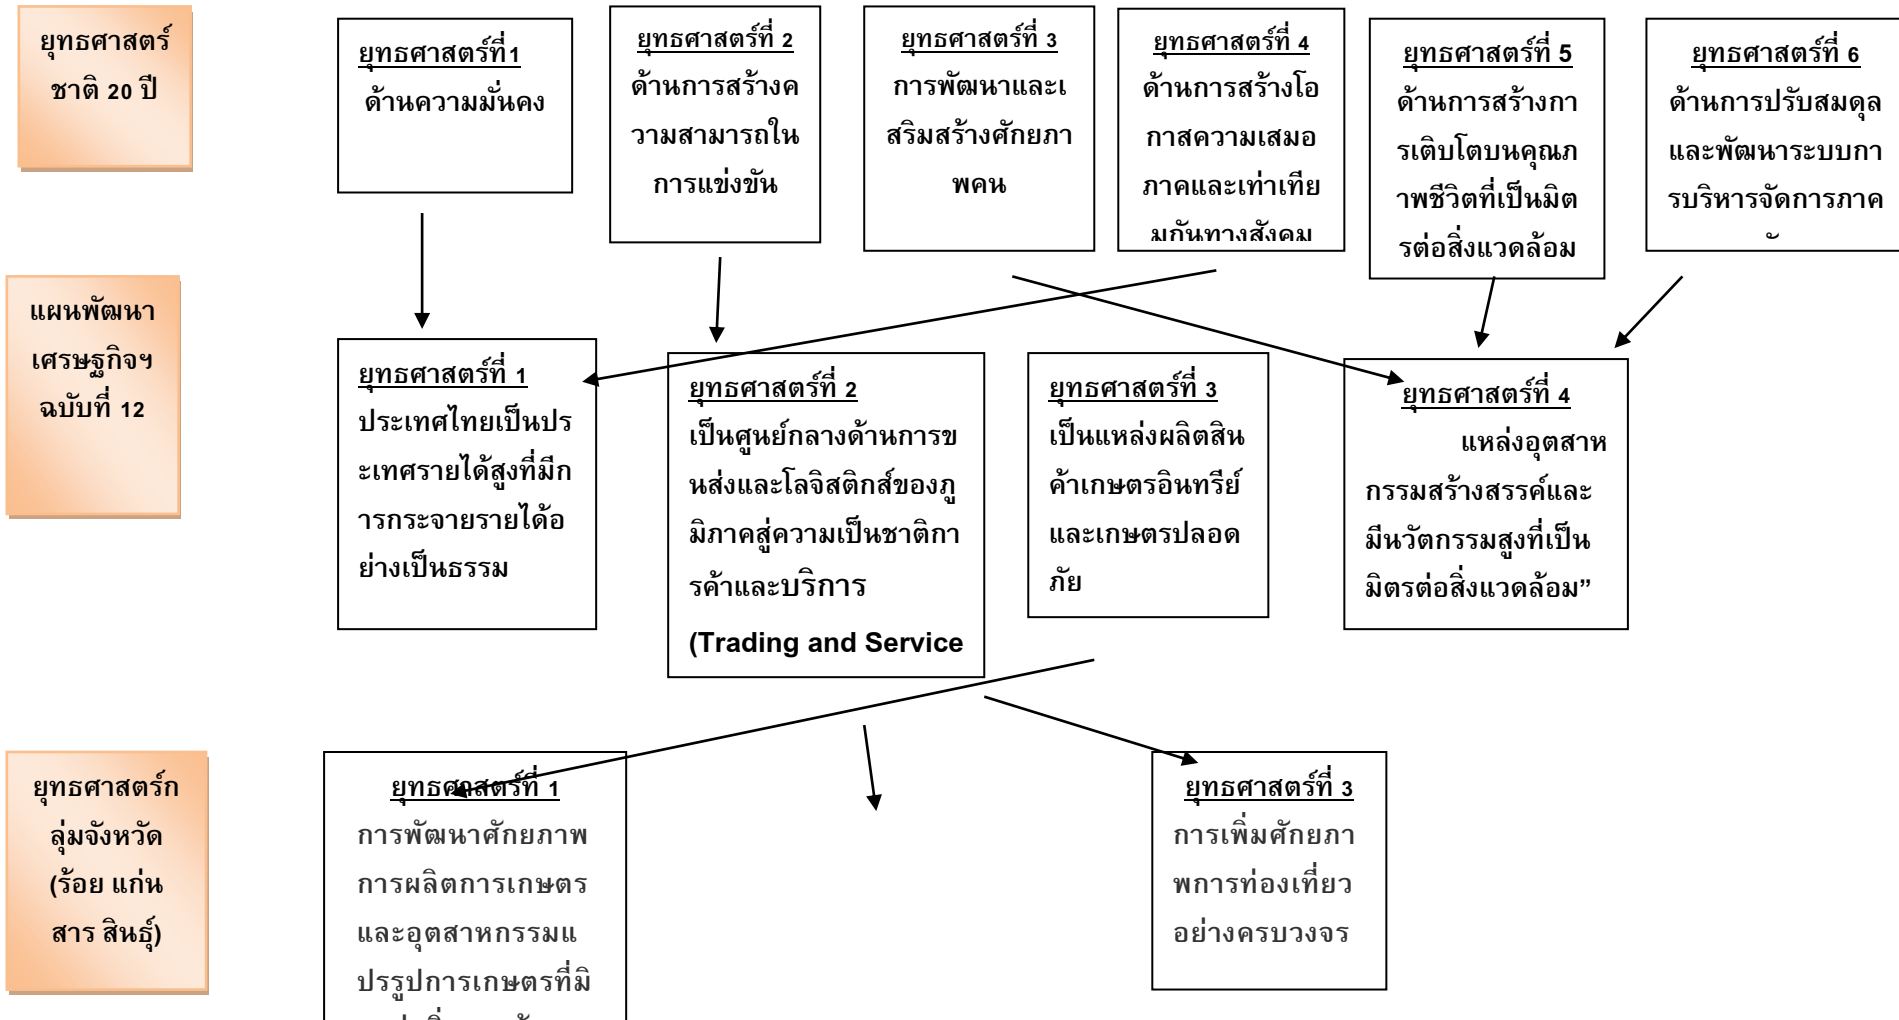 ยุทธศาสตร์
ชาติ 20 ปี
ยุทธศาสตร์ที่1
ด้านความมั่นคง
ยุทธศาสตร์ที่ 2
ด้านการสร้างค
วามสามารถใน
การแข่งขัน
ยุทธศาสตร์ที่ 3
การพัฒนาและเ
สริมสร้างศักยภา
พคน
ยุทธศาสตร์ที่ 4
ด้านการสร้างโอ
กาสความเสมอ
ภาคและเท่าเทีย
มกันทางสังคม
ยุทธศาสตร์ที่ 5
ด้านการสร้างกา
รเติบโตบนคุณภ
าพชีวิตที่เป็นมิต
รต่อสิ่งแวดล้อม
ยุทธศาสตร์ที่ 6
ด้านการปรับสมดุล
และพัฒนาระบบกา
รบริหารจัดการภาค
แผนพัฒนา
เศรษฐกิจฯ
ฉบับที่ 12
ยุทธศาสตร์ที่ 1
ประเทศไทยเป็นปร
ะเทศรายได้สูงที่มีก
ารกระจายรายได้อ
ย่างเป็นธรรม
ยุทธศาสตร์ที่ 2
เป็นศูนย์กลางด้านการข
นส่งและโลจิสติกส์ของภู
มิภาคสู่ความเป็นชาติกา
รค้าและบริการ
(Trading and Service
ยุทธศาสตร์ที่ 3
เป็นแหล่งผลิตสิน
ค้าเกษตรอินทรีย์
และเกษตรปลอด
ภัย
ยุทธศาสตร์ที่ 4
แหล่งอุตสาห
กรรมสร้างสรรค์และ
มีนวัตกรรมสูงที่เป็น
มิตรต่อสิ่งแวดล้อม”
ยุทธศาสตร์ก
ลุ่มจังหวัด
(ร้อย แก่น
สาร สินธุ์)
ยุทธศาสตร์ที่ 1
การพัฒนาศักยภาพ
การผลิตการเกษตร
และอุตสาหกรรมแ
ปรรูปการเกษตรที่มิ
ยุทธศาสตร์ที่ 3
การเพิ่มศักยภา
พการท่องเที่ยว
อย่างครบวงจร